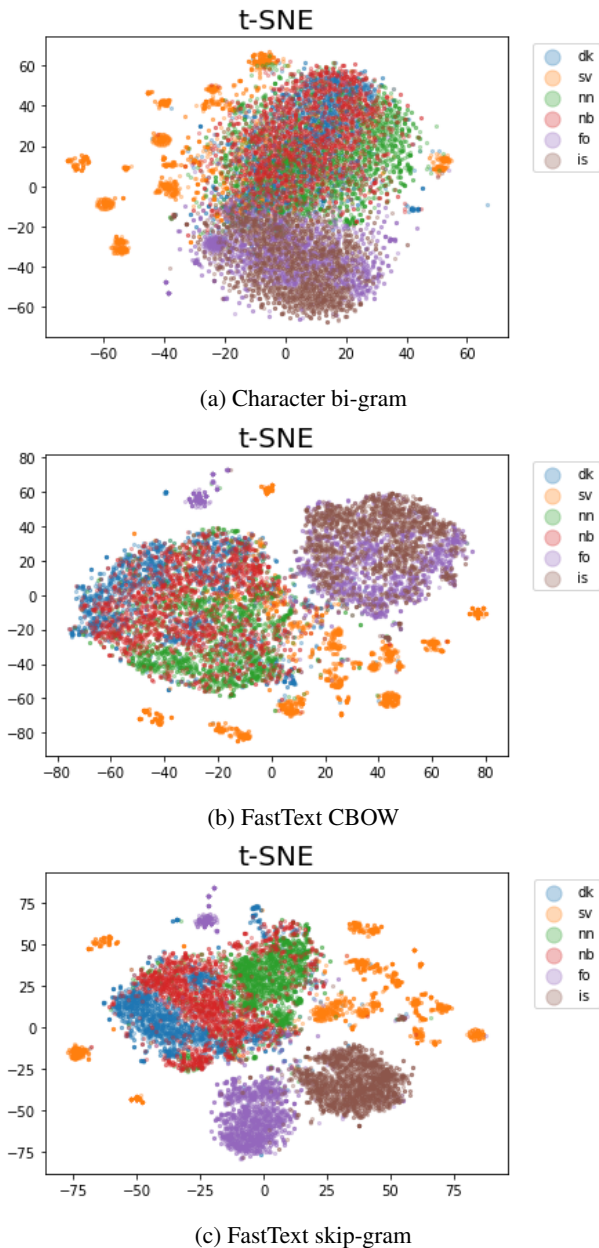 t-SNE
60
40
20
0
−20
−40
−60
−60 −40 −20 0 20 40 60
dk
sv
nn
nb
fo
is
(a) Character bi-gram
t-SNE
80
60
40
20
0
−20
−40
−60
−80
−80 −60 −40 −20 0 20 40 60 80
dk
sv
nn
nb
fo
is
(b) FastText CBOW
t-SNE
75
50
25
0
−25
−50
−75
−75 −50 −25 0 25 50 75
dk
sv
nn
nb
fo
is
(c) FastText skip-gram